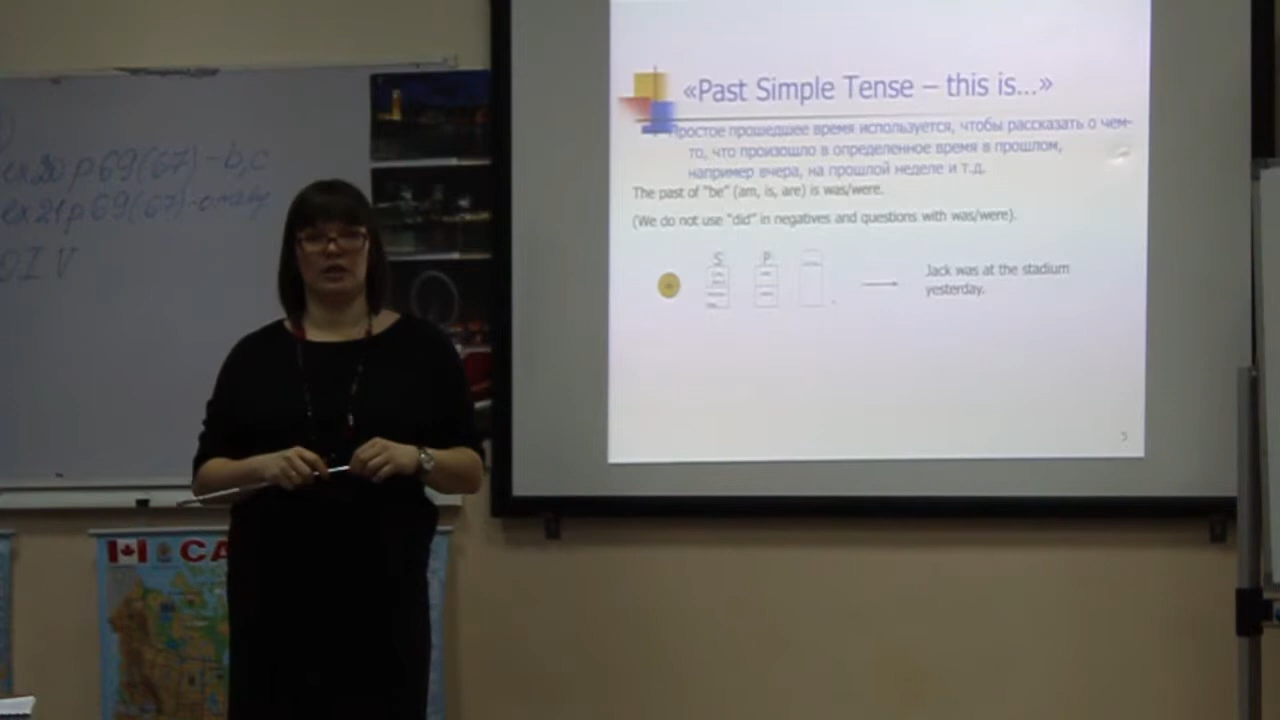 ex20 p69(67)-b,c
ex21 p69(67)-
«Past Simple Tense – this is...»
Простое прошедшее время используется, чтобы рассказать о чем-
то, что произошло в определенное время в прошлом,
например вчера, на прошлой неделе и т.д.
The past of "be" (am, is, are) is was/were.
(We do not use "did" in negatives and questions with was/were).
S P
Jack was at the stadium
yesterday.
CA